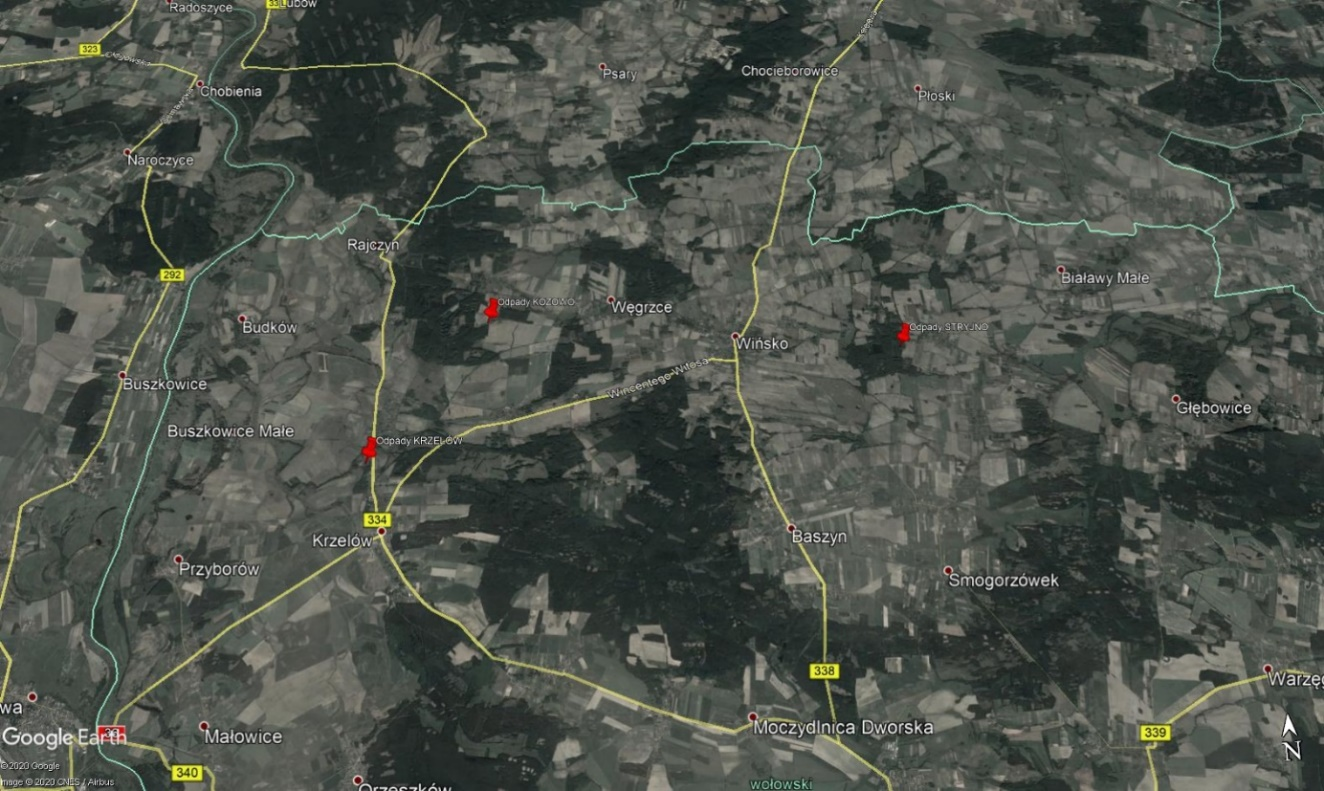 Radoszyce
Lubów
323
Chobienia
Psary
Chocieborowice
Płoski
Naroczyce
Rajczyn
292
Odpady KOZOWO
Węgrzce
Białawy Małe
Budków
Odpady STRYJNO
Wińsko
Buszkowice
Wincentego Witosa
Głębowice
Buszkowice Małe
Odpady KRZELÓW
334
Krzelów
Baszyn
Przyborów
Smogorzówek
338
Warzęg
wa
36
Google Earth
Małowice
Moczydlnica Dworska
339
N
© 2020 Google
Image © 2020 CNES / Airbus
340
Orzeszków
wołowski